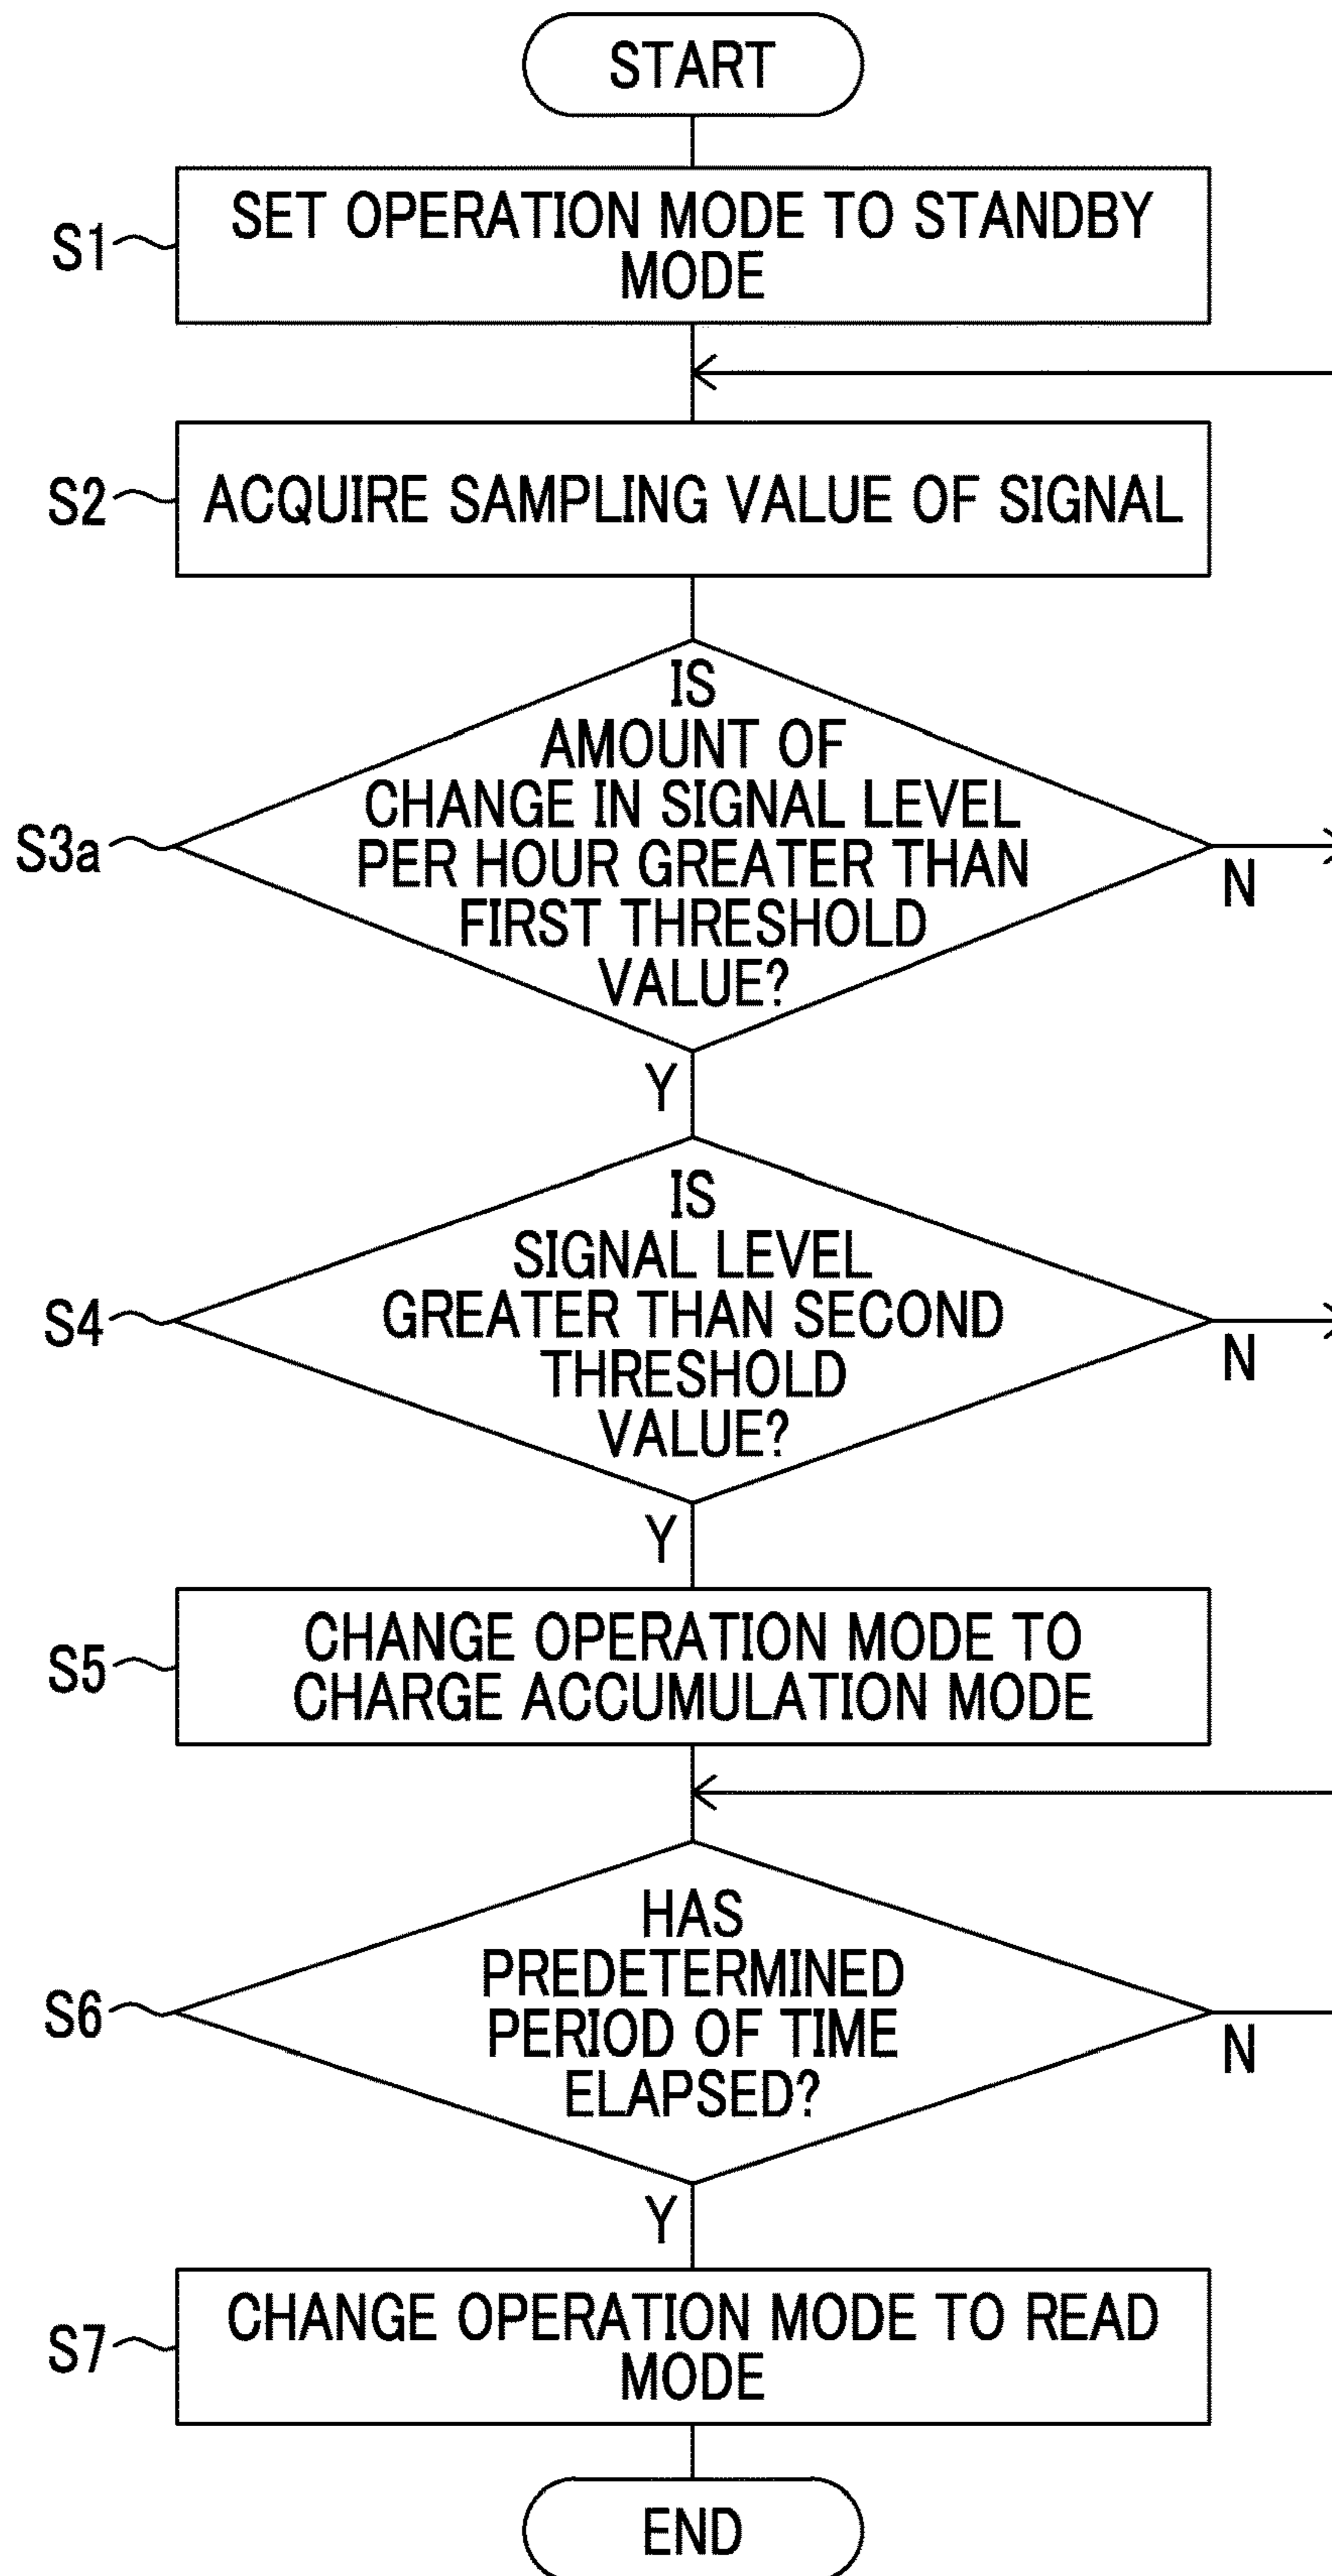 START
S1
SET OPERATION MODE TO STANDBY
MODE
S2
ACQUIRE SAMPLING VALUE OF SIGNAL
S3a
IS
AMOUNT OF
CHANGE IN SIGNAL LEVEL
PER HOUR GREATER THAN
FIRST THRESHOLD
VALUE?
N
Y
S4
IS
SIGNAL LEVEL
GREATER THAN SECOND
THRESHOLD
VALUE?
N
Y
S5
CHANGE OPERATION MODE TO
CHARGE ACCUMULATION MODE
S6
HAS
PREDETERMINED
PERIOD OF TIME
ELAPSED?
N
Y
S7
CHANGE OPERATION MODE TO READ
MODE
END